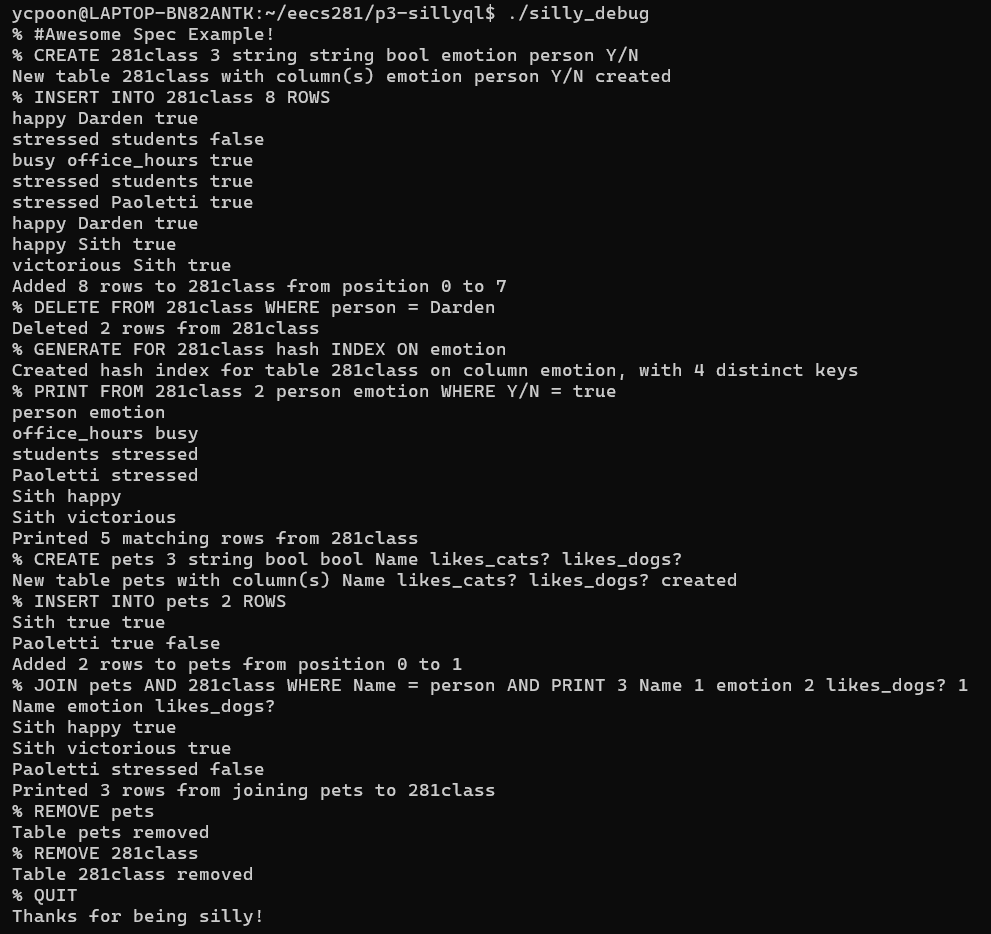 ycpoon@LAPTOP-BN82ANTK:~/eecs281/p3-sillyql$ ./silly_debug
% #Awesome Spec Example!
% CREATE 281class 3 string string bool emotion person Y/N
New table 281class with column(s) emotion person Y/N created
% INSERT INTO 281class 8 ROWS
happy Darden true
stressed students false
busy office_hours true
stressed students true
stressed Paoletti true
happy Darden true
happy Sith true
victorious Sith true
Added 8 rows to 281class from position 0 to 7
% DELETE FROM 281class WHERE person = Darden
Deleted 2 rows from 281class
% GENERATE FOR 281class hash INDEX ON emotion
Created hash index for table 281class on column emotion, with 4 distinct keys
% PRINT FROM 281class 2 person emotion WHERE Y/N = true
person emotion
office_hours busy
students stressed
Paoletti stressed
Sith happy
Sith victorious
Printed 5 matching rows from 281class
% CREATE pets 3 string bool bool Name likes_cats? likes_dogs?
New table pets with column(s) Name likes_cats? likes_dogs? created
% INSERT INTO pets 2 ROWS
Sith true true
Paoletti true false
Added 2 rows to pets from position 0 to 1
% JOIN pets AND 281class WHERE Name = person AND PRINT 3 Name 1 emotion 2 likes_dogs? 1
Name emotion likes_dogs?
Sith happy true
Sith victorious true
Paoletti stressed false
Printed 3 rows from joining pets to 281class
% REMOVE pets
Table pets removed
% REMOVE 281class
Table 281class removed
% QUIT
Thanks for being silly!